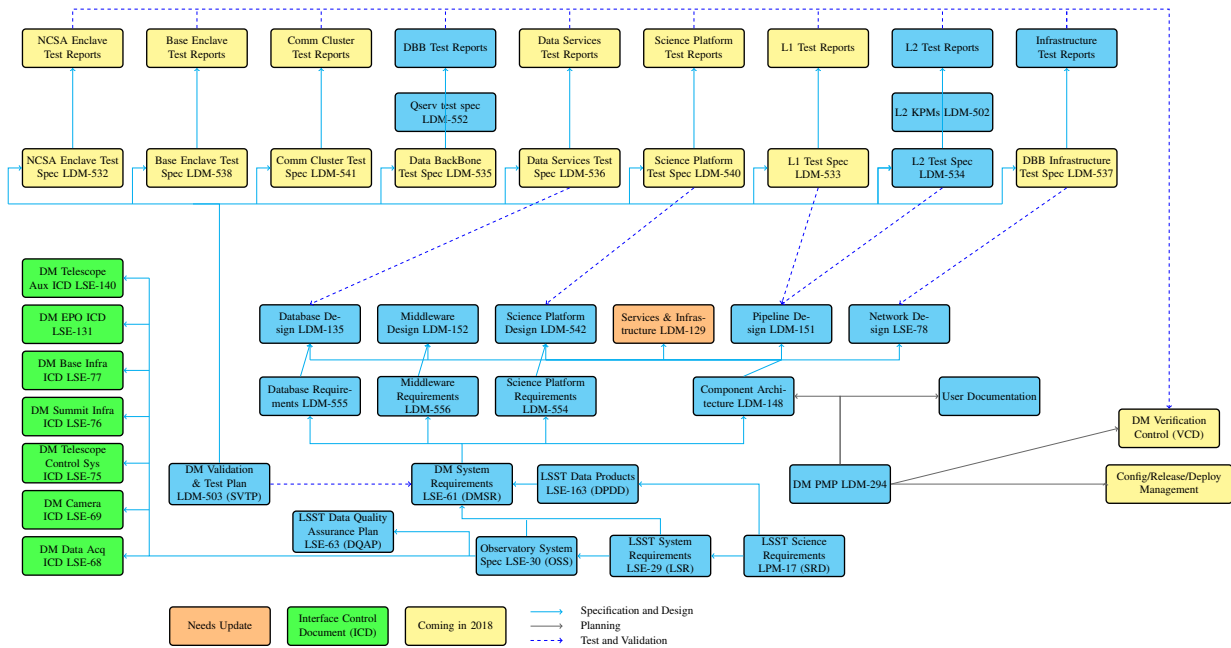 NCSA Enclave
Test Reports
Base Enclave
Test Reports
Comm Cluster
Test Reports
DBB Test Reports
Data Services
Test Reports
Science Platform
Test Reports
L1 Test Reports
L2 Test Reports
Infrastructure
Test Reports
Qserv test spec
LDM-552
L2 KPMs LDM-502
NCSA Enclave Test
Spec LDM-532
Base Enclave Test
Spec LDM-538
Comm Cluster Test
Spec LDM-541
Data BackBone
Test Spec LDM-535
Data Services Test
Spec LDM-536
Science Platform
Test Spec LDM-540
L1 Test Spec
LDM-533
L2 Test Spec
LDM-534
DBB Infrastructure
Test Spec LDM-537
DM Telescope
Aux ICD LSE-140
DM EPO ICD
LSE-131
DM Base Infra
ICD LSE-77
DM Summit Infra
ICD LSE-76
DM Telescope
Control Sys
ICD LSE-75
DM Camera
ICD LSE-69
DM Data Acq
ICD LSE-68
Database De-
sign LDM-135
Middleware
Design LDM-152
Science Platform
Design LDM-542
Services & Infras-
tructure LDM-129
Pipeline De-
sign LDM-151
Network De-
sign LSE-78
Database Require-
ments LDM-555
Middleware
Requirements
LDM-556
Science Platform
Requirements
LDM-554
Component Archi-
tecture LDM-148
User Documentation
DM Verification
Control (VCD)
DM Validation
& Test Plan
LDM-503 (SVTP)
DM System
Requirements
LSE-61 (DMSR)
LSST Data Products
LSE-163 (DPDD)
DM PMP LDM-294
Config/Release/Deploy
Management
LSST Data Quality
Assurance Plan
LSE-63 (DQAP)
Observatory System
Spec LSE-30 (OSS)
LSST System
Requirements
LSE-29 (LSR)
LSST Science
Requirements
LPM-17 (SRD)
Needs Update
Interface Control
Document (ICD)
Coming in 2018
Specification and Design
Planning
Test and Validation